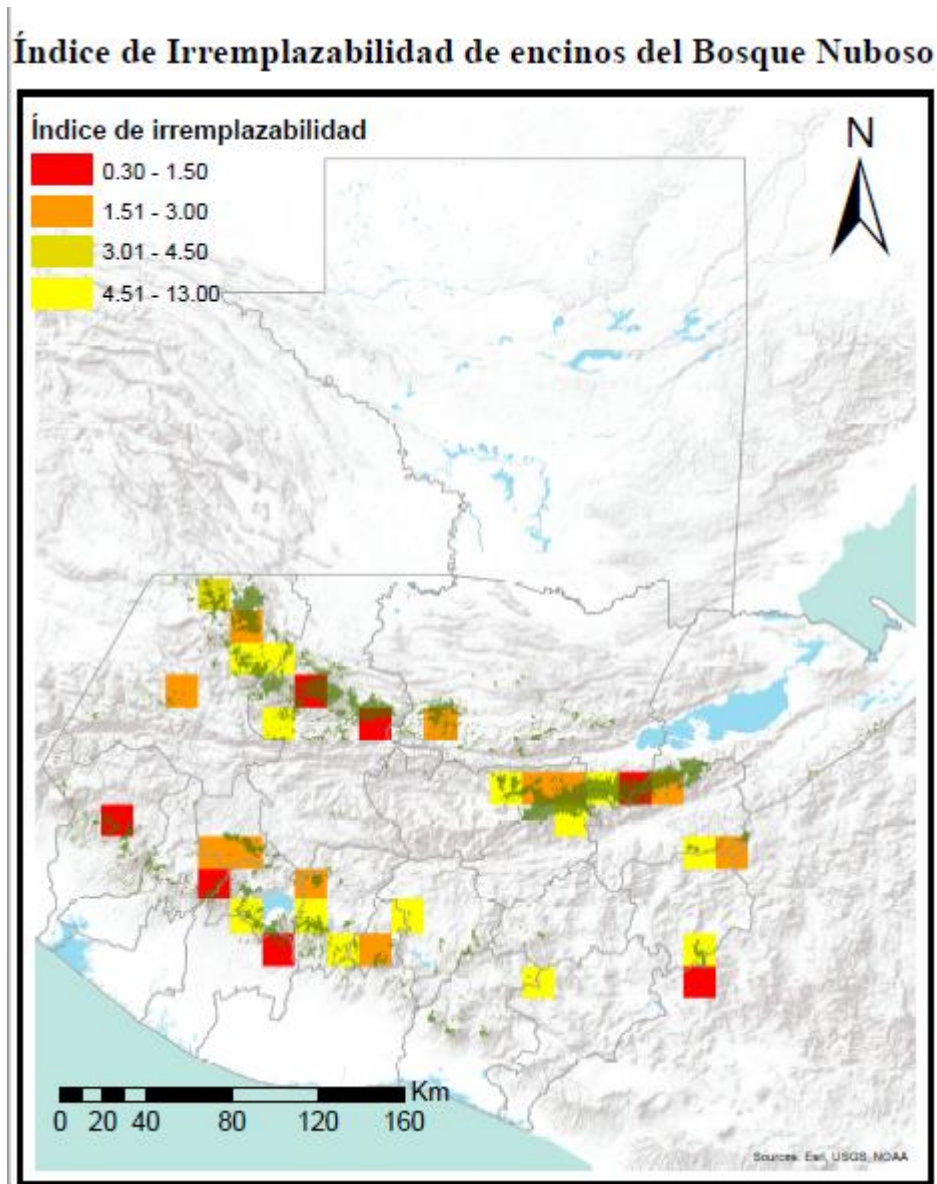 Índice de Irremplazabilidad de encinos del Bosque Nuboso
Índice de irremplazabilidad
0.30 - 1.50
1.51 - 3.00
3.01 - 4.50
4.51 - 13.00
N
Km
0 20 40 80 120 160
Sources: Esri, USGS, NOAA